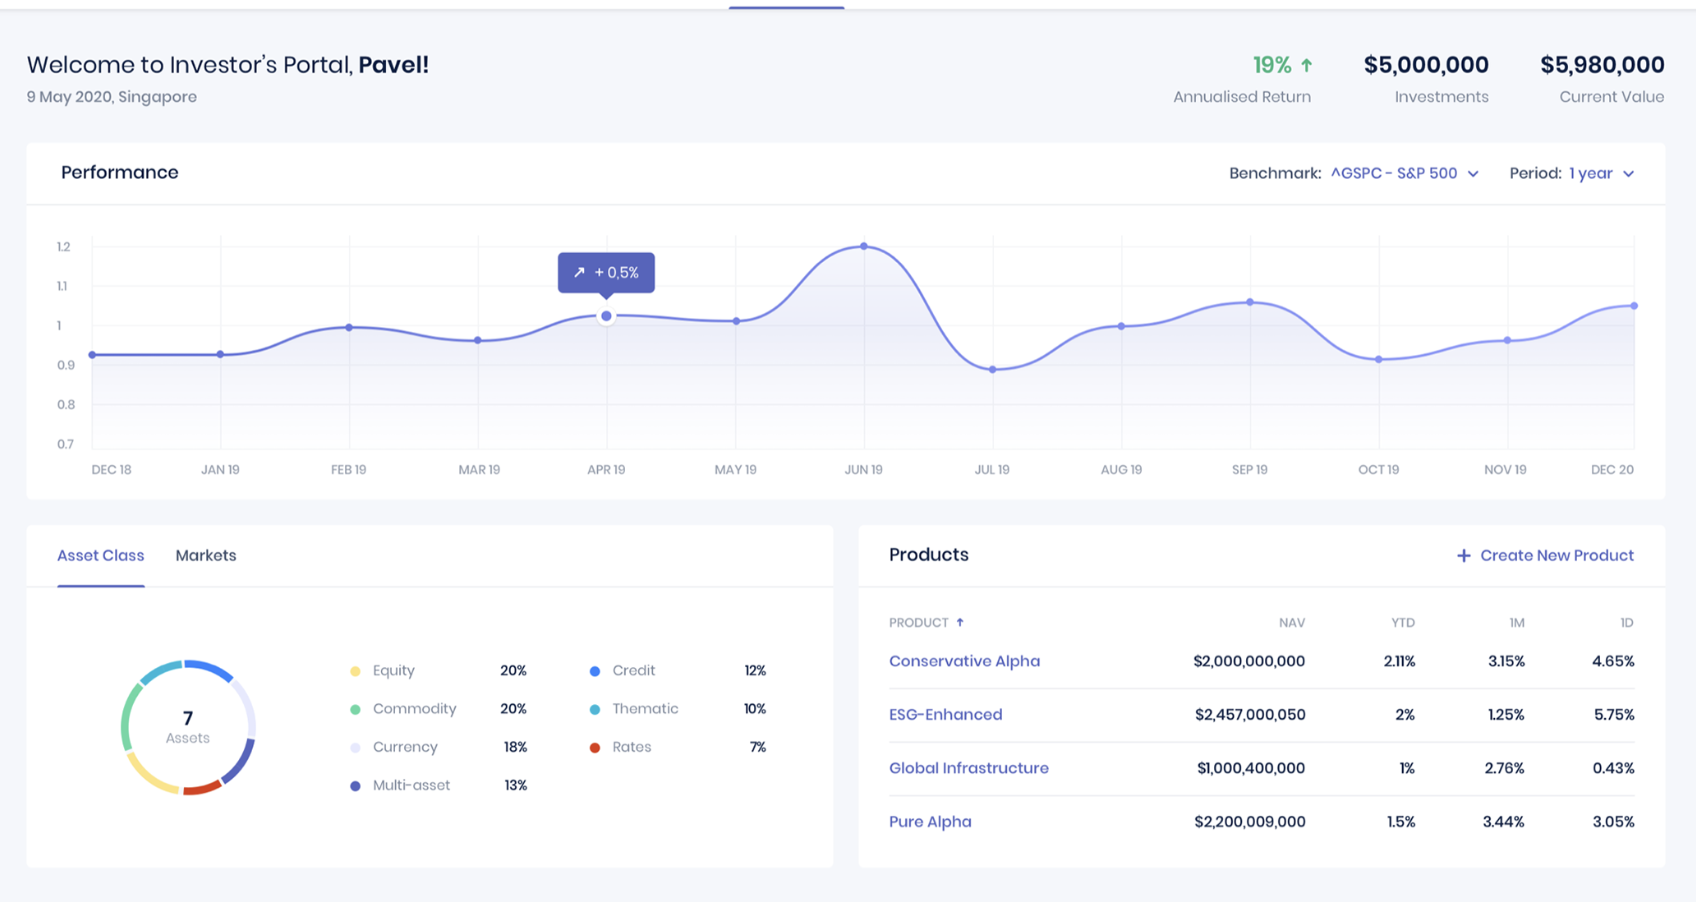 Welcome to Investor's Portal, Pavel!
9 May 2020, Singapore
19% ↑
Annualised Return
$5,000,000
Investments
$5,980,000
Current Value
Performance
Benchmark: ^GSPC - S&P 500
Period: 1 year
1.2
1.1
1
0.9
0.8
0.7
↗ + 0,5%
DEC 18 JAN 19 FEB 19 MAR 19 APR 19 MAY 19 JUN 19 JUL 19 AUG 19 SEP 19 OCT 19 NOV 19 DEC 20
Asset Class Markets
7
Assets
Equity 20%
Commodity 20%
Currency 18%
Multi-asset 13%
Credit 12%
Thematic 10%
Rates 7%
Products
+ Create New Product
PRODUCT ↑ NAV YTD 1M 1D
Conservative Alpha $2,000,000,000 2.11% 3.15% 4.65%
ESG-Enhanced $2,457,000,050 2% 1.25% 5.75%
Global Infrastructure $1,000,400,000 1% 2.76% 0.43%
Pure Alpha $2,200,009,000 1.5% 3.44% 3.05%